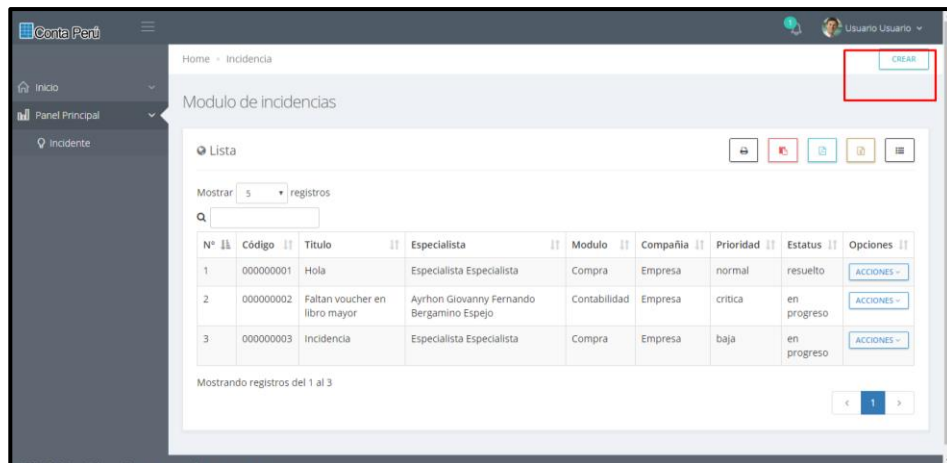 Conta Perú
1
Usuario Usuario
Home - Incidencia
CREAR
Inicio
Panel Principal
Incidente
Modulo de incidencias
Lista
Mostrar 5 registros
N° Código Titulo Especialista Modulo Compañia Prioridad Estatus Opciones
1 000000001 Hola Especialista Especialista Compra Empresa normal resuelto ACCIONES
2 000000002 Faltan voucher en Ayrhon Giovanny Fernando Contabilidad Empresa critica en ACCIONES
libro mayor Bergamino Espejo progreso
3 000000003 Incidencia Especialista Especialista Compra Empresa baja en ACCIONES
progreso
Mostrando registros del 1 al 3
< 1 >